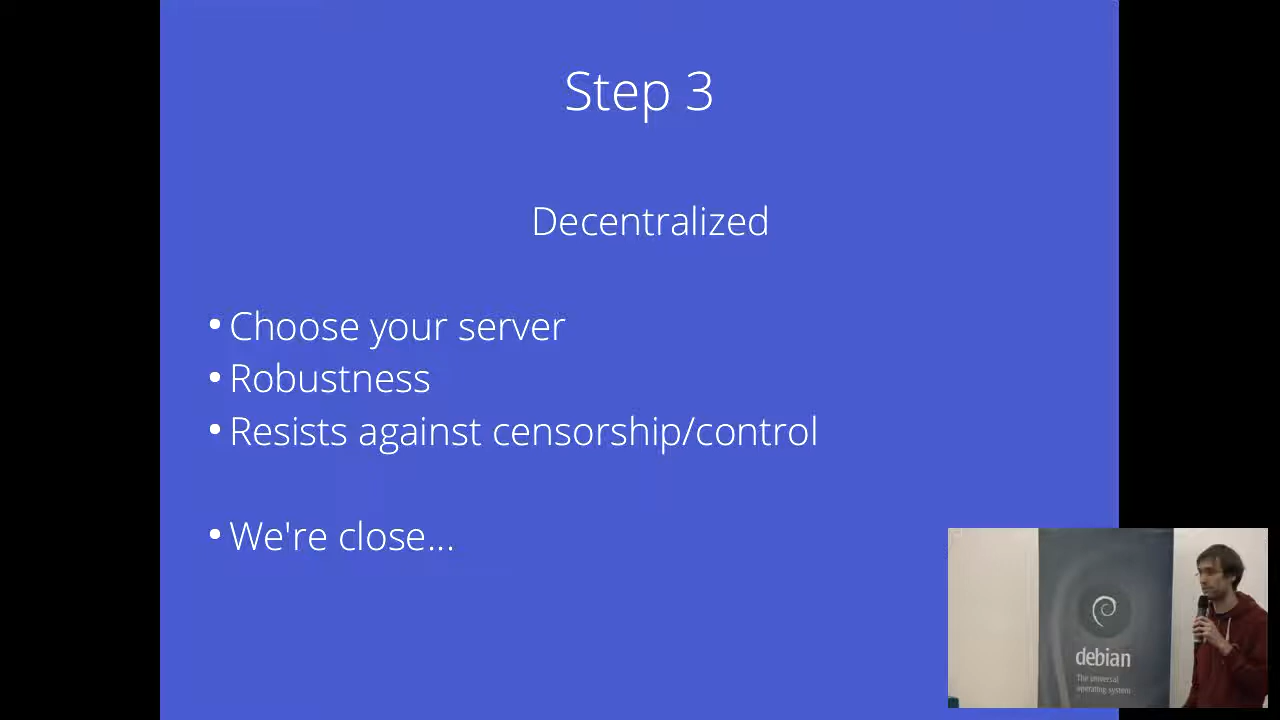 Step 3
Decentralized
• Choose your server
• Robustness
• Resists against censorship/control
• We're close...
debian
The universal
operating system